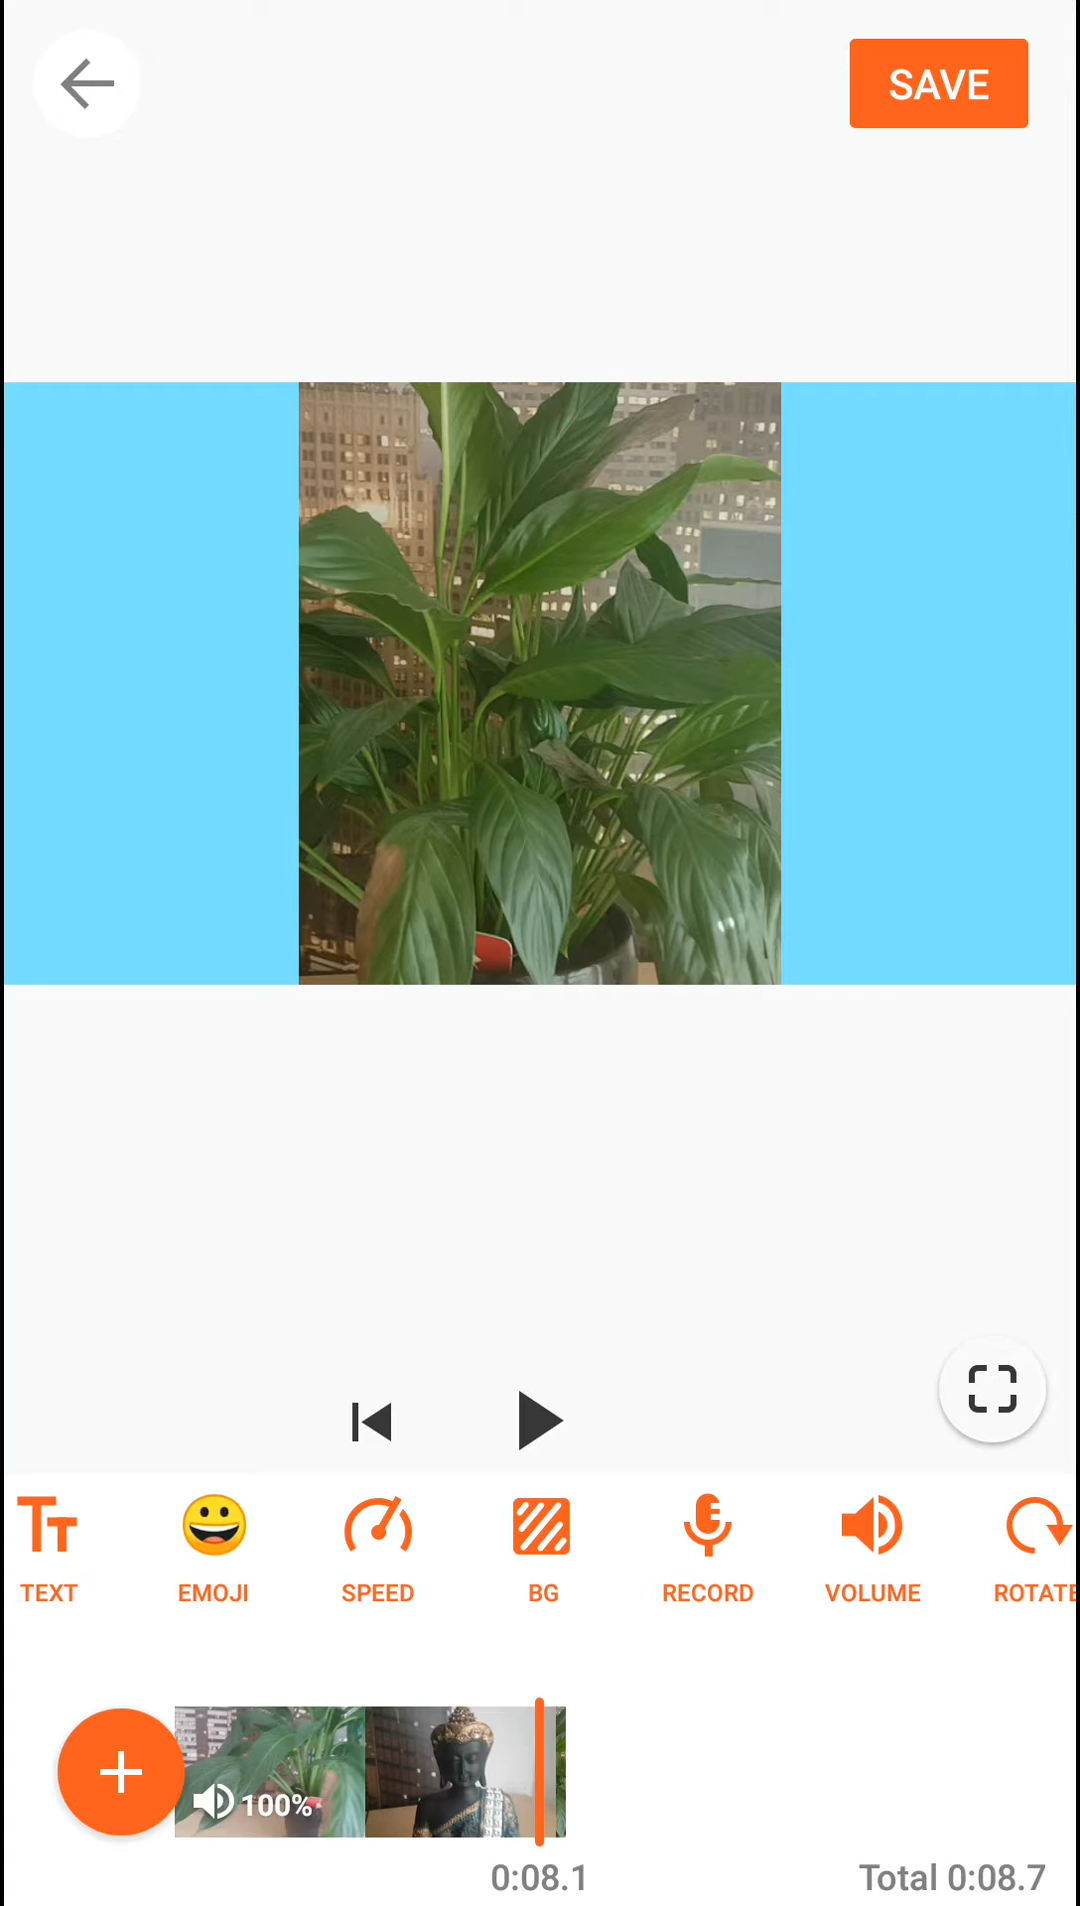 SAVE
TEXT
EMOJI
SPEED
BG
RECORD
VOLUME
ROTATE
100%
0:08.1
Total 0:08.7